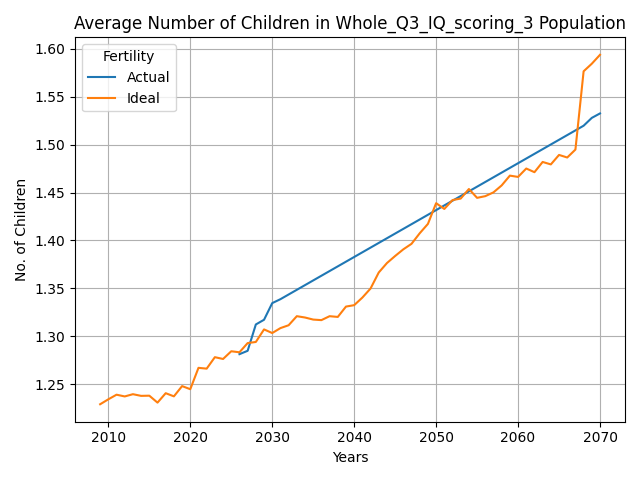 Average Number of Children in Whole_Q3_IQ_scoring_3 Population
1.60
1.55
1.50
1.45
1.40
1.35
1.30
1.25
No. of Children
Fertility
Actual
Ideal
2010 2020 2030 2040 2050 2060 2070
Years